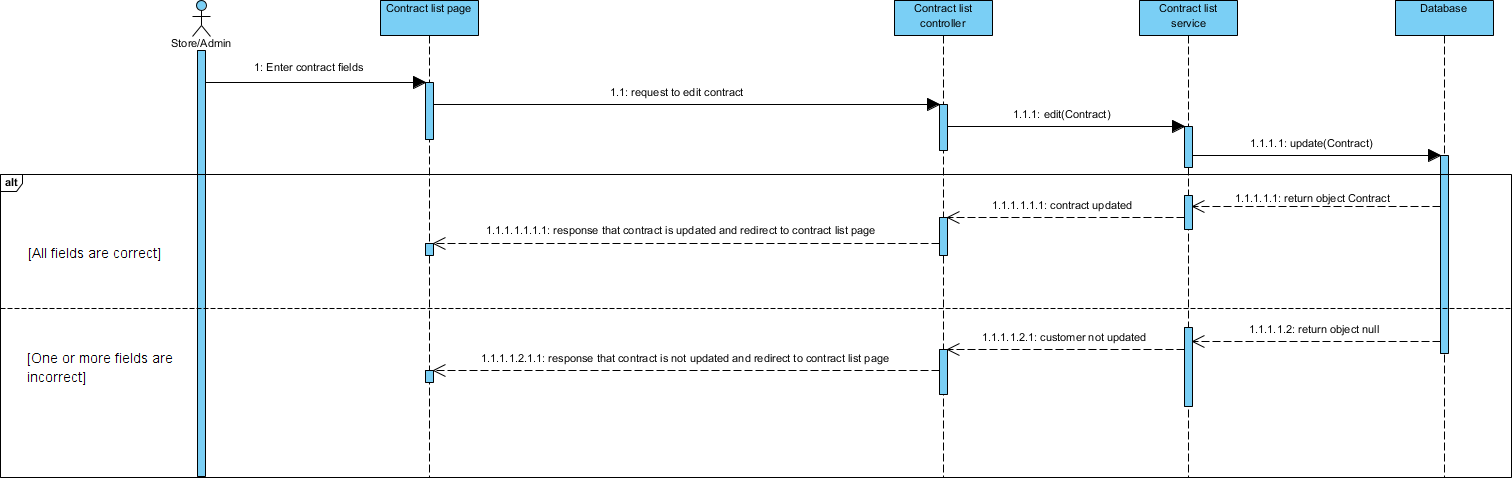 Contract list page
Contract list
controller
Contract list
service
Database
Store/Admin
1: Enter contract fields
1.1: request to edit contract
1.1.1: edit(Contract)
1.1.1.1: update(Contract)
alt
1.1.1.1.1: return object Contract
1.1.1.1.1.1: contract updated
1.1.1.1.1.1.1: response that contract is updated and redirect to contract list page
[All fields are correct]
1.1.1.1.2: return object null
1.1.1.1.2.1: customer not updated
1.1.1.1.2.1.1: response that contract is not updated and redirect to contract list page
[One or more fields are
incorrect]